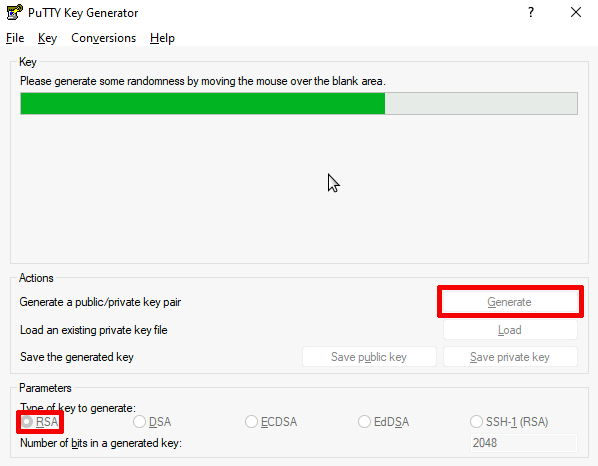 PuTTY Key Generator ? ×
File Key Conversions Help
Key
Please generate some randomness by moving the mouse over the blank area.
Actions
Generate a public/private key pair Generate
Load an existing private key file Load
Save the generated key Save public key Save private key
Parameters
Type of key to generate:
RSA DSA ECDSA EdDSA SSH-1 (RSA)
Number of bits in a generated key: 2048